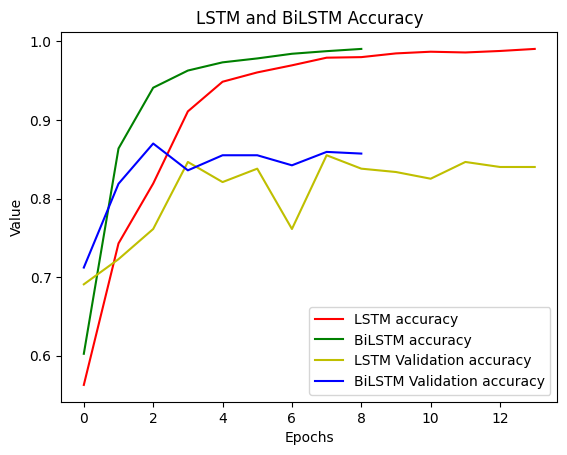 LSTM and BiLSTM Accuracy
1.0
0.9
0.8
0.7
0.6
Value
0 2 4 6 8 10 12
Epochs
LSTM accuracy
BiLSTM accuracy
LSTM Validation accuracy
BiLSTM Validation accuracy